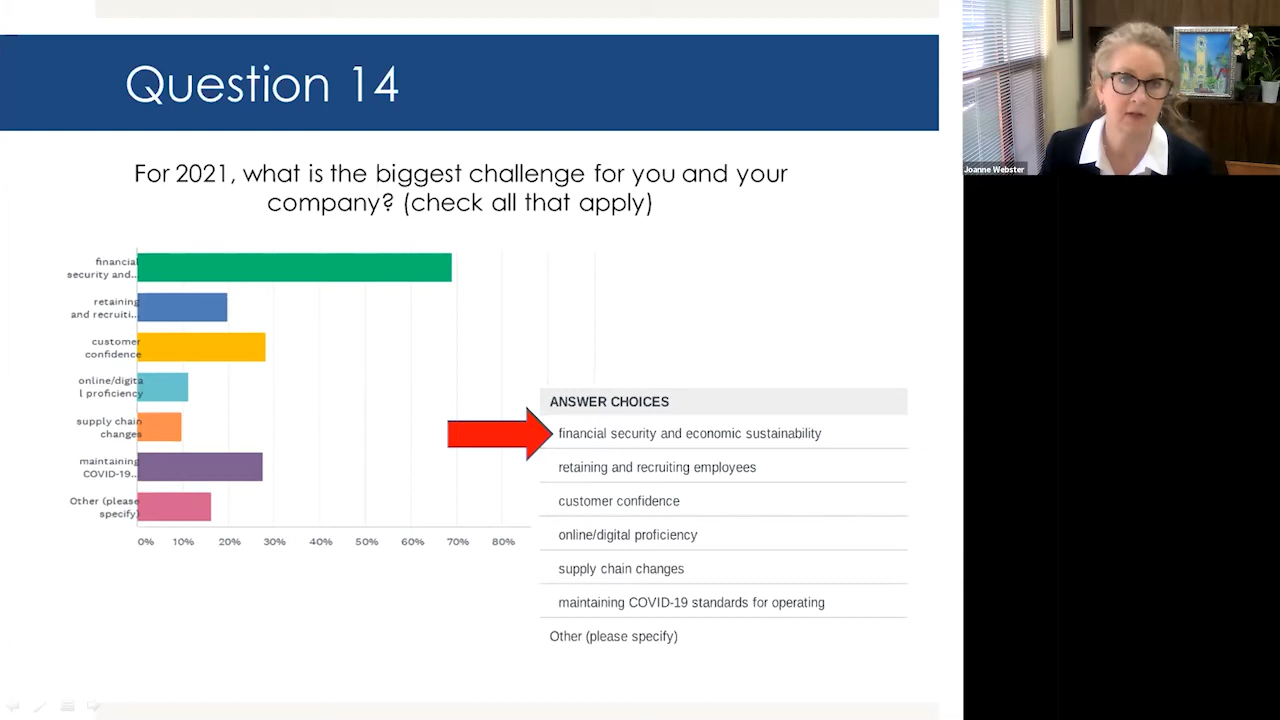 Question 14
Joanne Webster
For 2021, what is the biggest challenge for you and your
company? (check all that apply)
financial
security and..
retaining
and recruiti..
customer
confidence
online/digita
l proficiency
supply chain
changes
maintaining
COVID-19..
Other (please
specify)
0% 10% 20% 30% 40% 50% 60% 70% 80%
ANSWER CHOICES
financial security and economic sustainability
retaining and recruiting employees
customer confidence
online/digital proficiency
supply chain changes
maintaining COVID-19 standards for operating
Other (please specify)